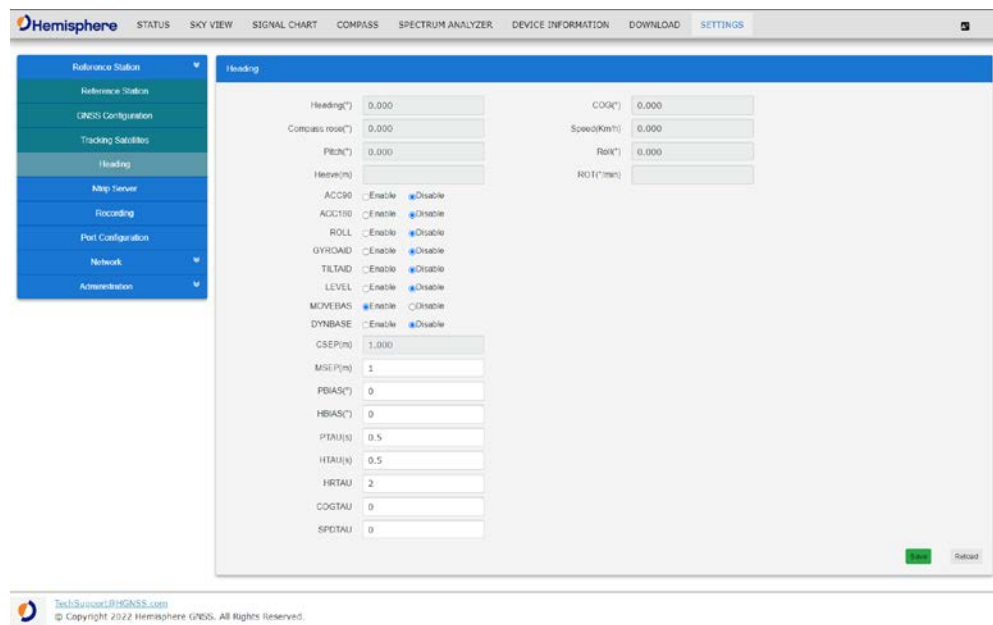 Hemisphere STATUS SKY VIEW SIGNAL CHART COMPASS SPECTRUM ANALYZER DEVICE INFORMATION DOWNLOAD SETTINGS
Reference Station
Reference Station
GNSS Configuration
Tracking Satellites
Heading
Ntrip Server
Recording
Port Configuration
Network
Administration
Heading
Heading(°) 0.000 COG(°) 0.000
Compass rose(°) 0.000 Speed(Km/h) 0.000
Pitch(°) 0.000 Roll(°) 0.000
Heave(m) ROT(°/min)
ACC90 Enable Disable
ACC180 Enable Disable
ROLL Enable Disable
GYROAID Enable Disable
TILTAID Enable Disable
LEVEL Enable Disable
MOVEBAS Enable Disable
DYNBASE Enable Disable
CSEP(m) 1.000
MSEP(m) 1
PBIAS(°) 0
HBIAS(°) 0
PTAU(s) 0.5
HTAU(s) 0.5
HRTAU 2
COGTAU 0
SPDTAU 0
Save Reload
TechSupport@HGNSS.com
© Copyright 2022 Hemisphere GNSS. All Rights Reserved.